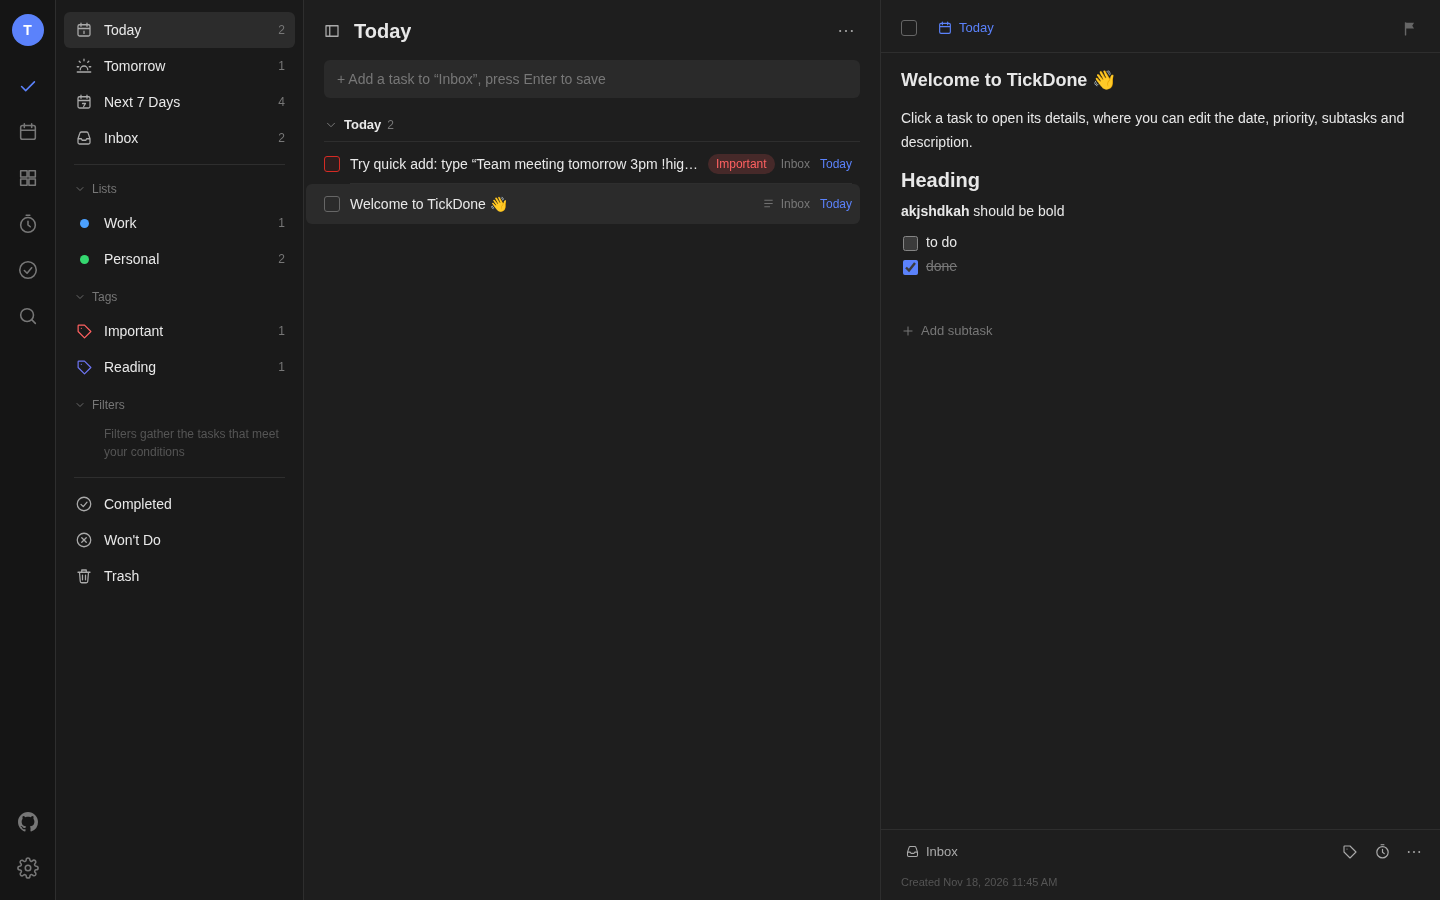 T
Today 2
Tomorrow 1
Next 7 Days 4
Inbox 2
Lists
Work 1
Personal 2
Tags
Important 1
Reading 1
Filters
Filters gather the tasks that meet
your conditions
Completed
Won't Do
Trash
Today
+ Add a task to “Inbox”, press Enter to save
Today 2
Try quick add: type “Team meeting tomorrow 3pm !hig… Important Inbox Today
Welcome to TickDone 👋 Inbox Today
Today
Welcome to TickDone 👋
Click a task to open its details, where you can edit the date, priority, subtasks and
description.
Heading
akjshdkah should be bold
to do
done
Add subtask
Inbox
Created Nov 18, 2026 11:45 AM